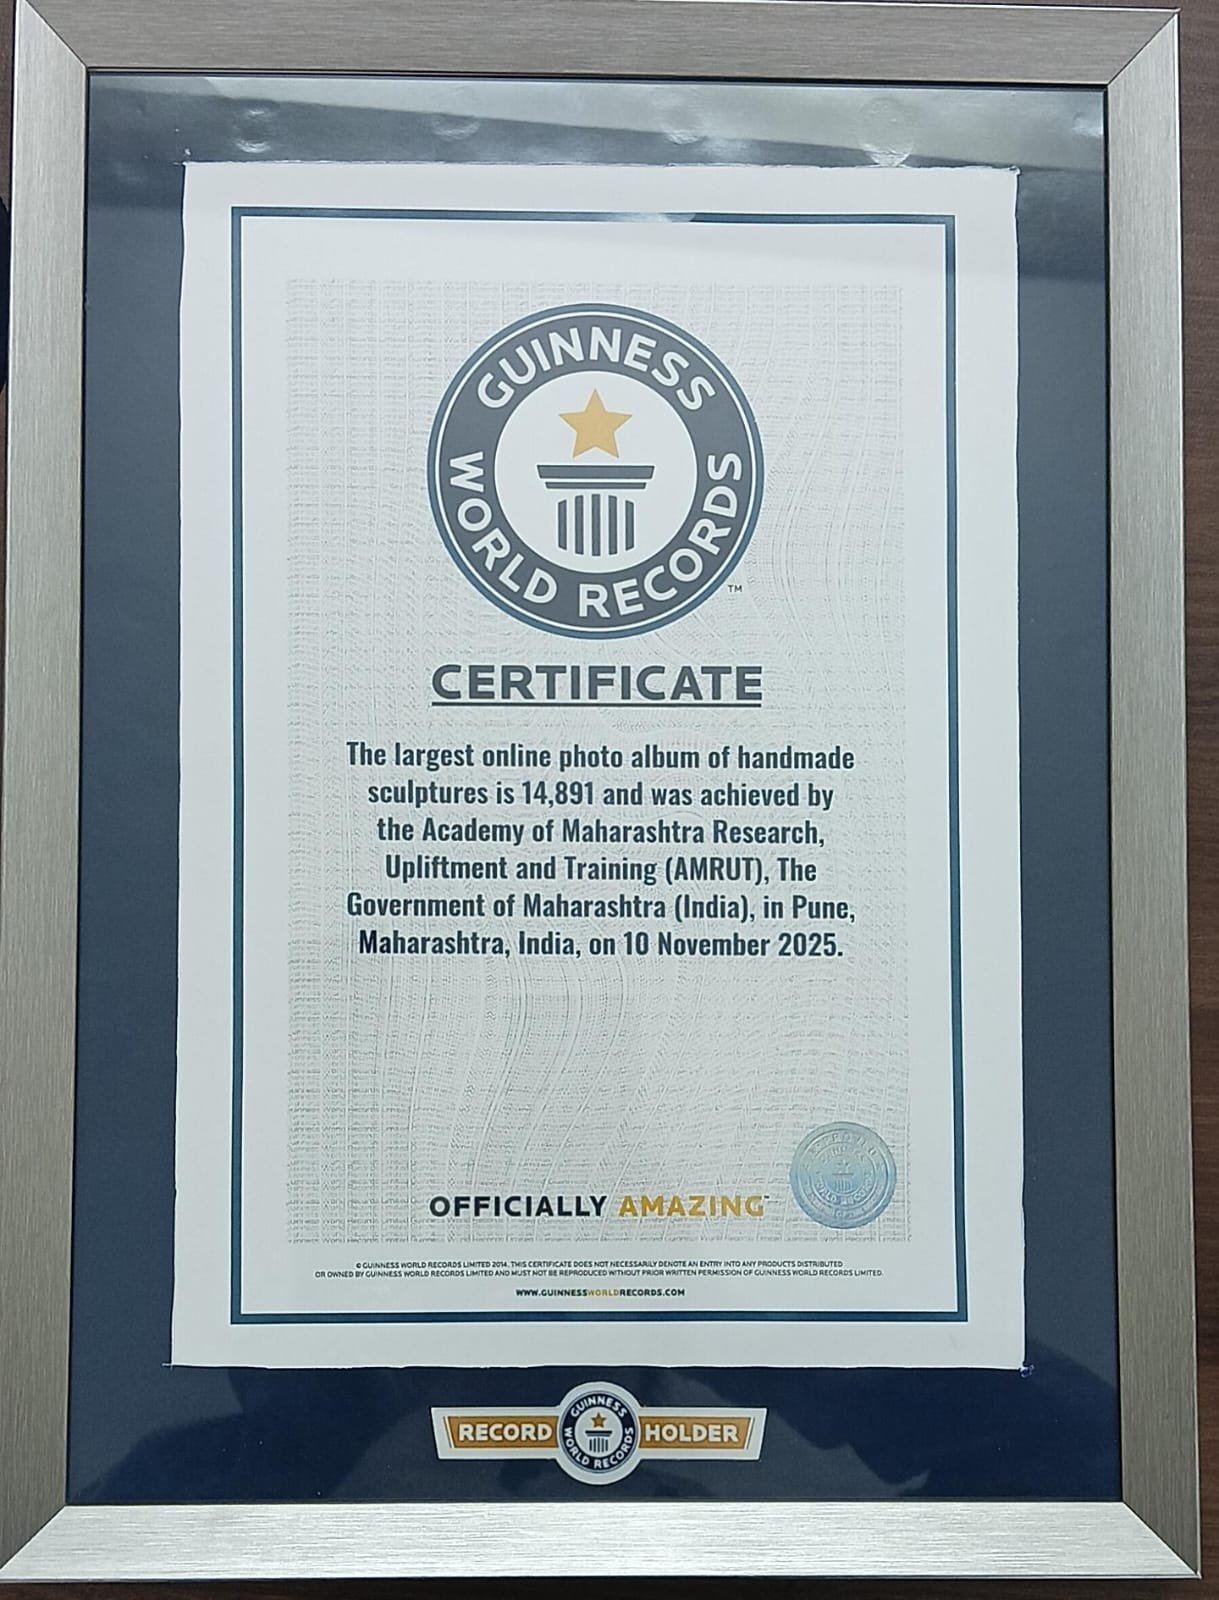 GUINNESS
WORLD RECORDS
TM
CERTIFICATE
The largest online photo album of handmade
sculptures is 14,891 and was achieved by
the Academy of Maharashtra Research,
Upliftment and Training (AMRUT), The
Government of Maharashtra (India), in Pune,
Maharashtra, India, on 10 November 2025.
OFFICIALLY AMAZING
© GUINNESS WORLD RECORDS LIMITED 2014. THIS CERTIFICATE DOES NOT NECESSARILY DENOTE AN ENTRY INTO ANY PRODUCTS DISTRIBUTED
OR OWNED BY GUINNESS WORLD RECORDS LIMITED AND MUST NOT BE REPRODUCED WITHOUT PRIOR WRITTEN PERMISSION OF GUINNESS WORLD RECORDS LIMITED.
WWW.GUINNESSWORLDRECORDS.COM
RECORD HOLDER
GUINNESS
WORLD RECORDS